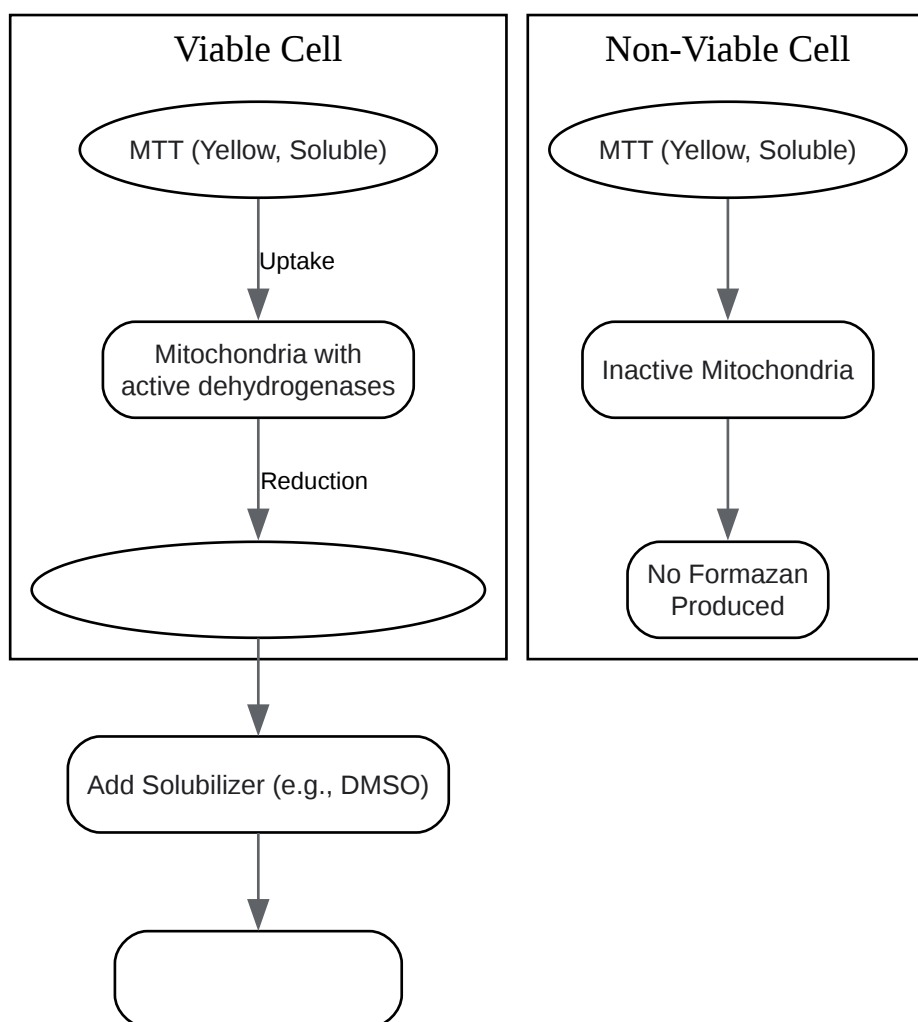 Viable Cell
MTT (Yellow, Soluble)
Uptake
Mitochondria with
active dehydrogenases
Reduction
Add Solubilizer (e.g., DMSO)
Non-Viable Cell
MTT (Yellow, Soluble)
Inactive Mitochondria
No Formazan
Produced